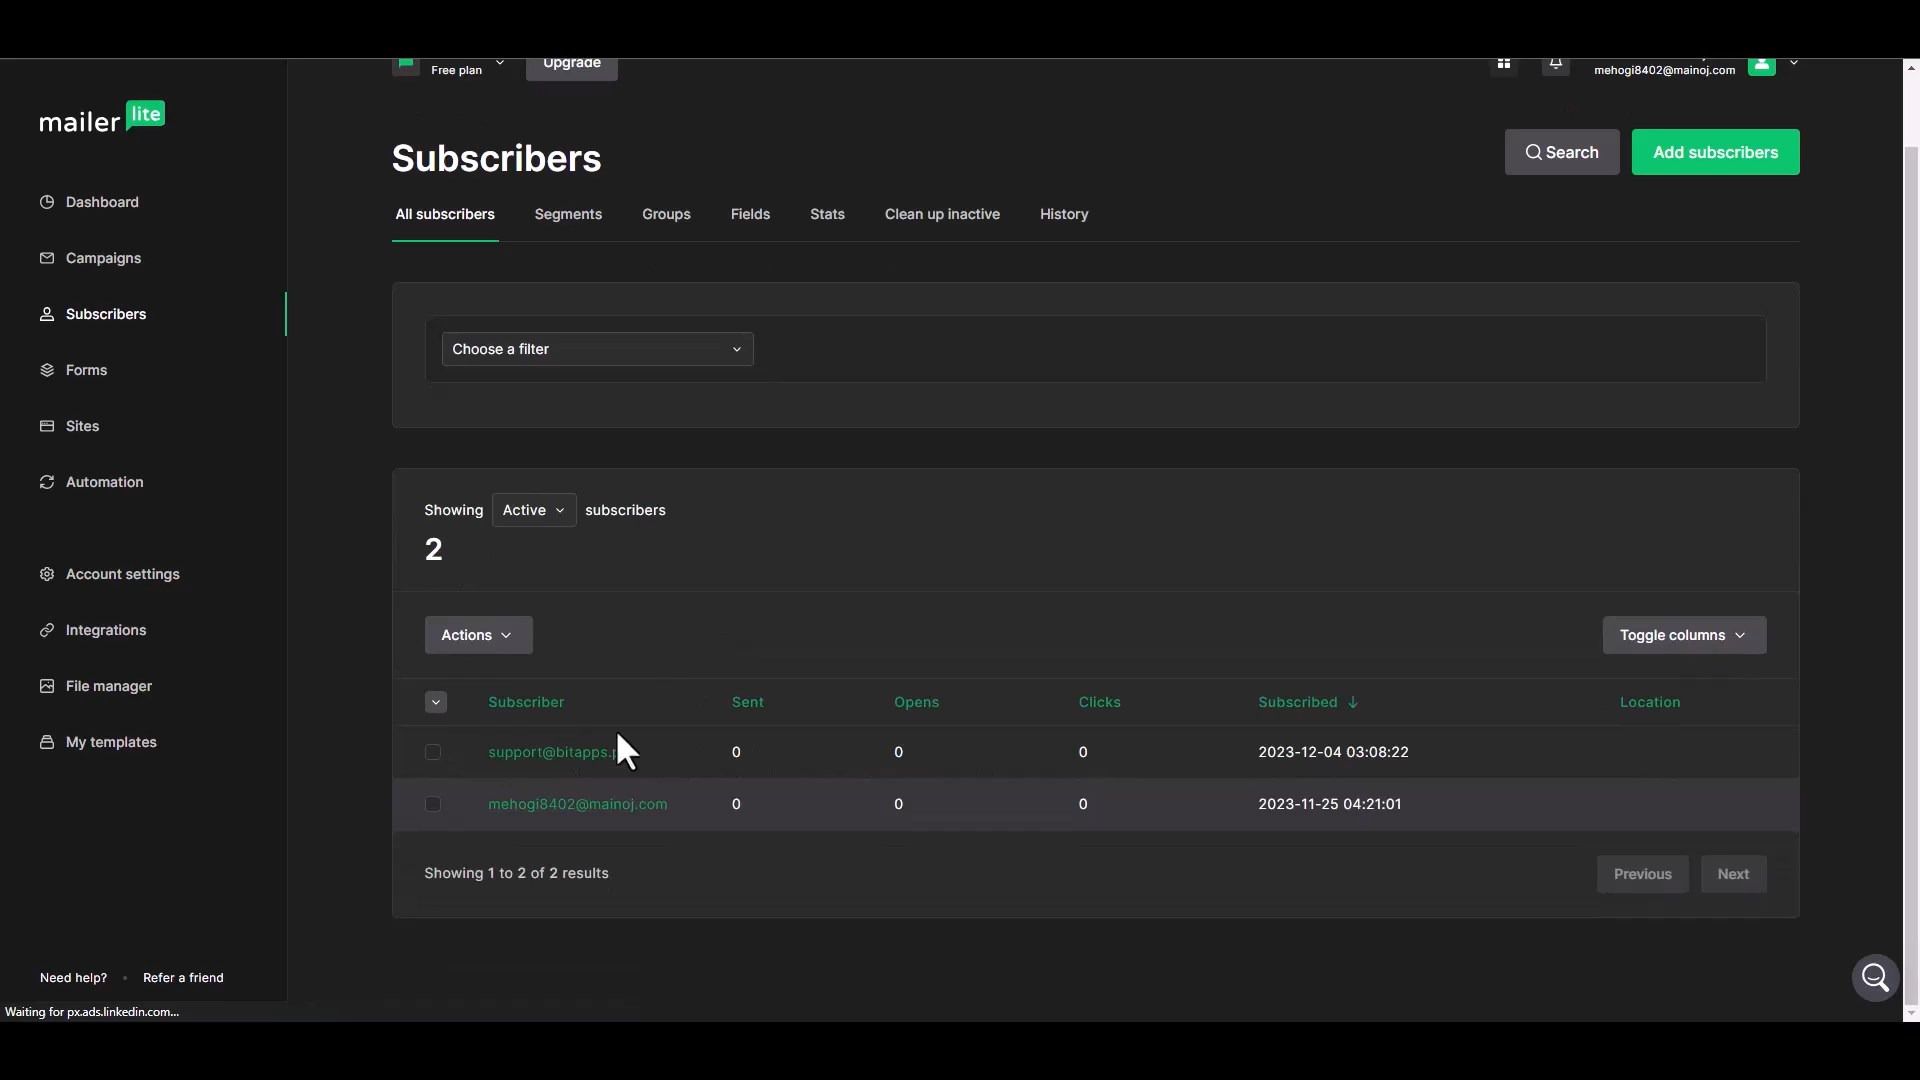 Free plan
Upgrade
mehogi8402@mainoj.com
mailer lite
Dashboard
Campaigns
Subscribers
Forms
Sites
Automation
Account settings
Integrations
File manager
My templates
Need help? • Refer a friend
Waiting for px.ads.linkedin.com...
Subscribers
Search
Add subscribers
All subscribers Segments Groups Fields Stats Clean up inactive History
Choose a filter
Showing Active subscribers
2
Actions
Toggle columns
Subscriber Sent Opens Clicks Subscribed ↓ Location
support@bitapps. 0 0 0 2023-12-04 03:08:22
mehogi8402@mainoj.com 0 0 0 2023-11-25 04:21:01
Showing 1 to 2 of 2 results
Previous Next